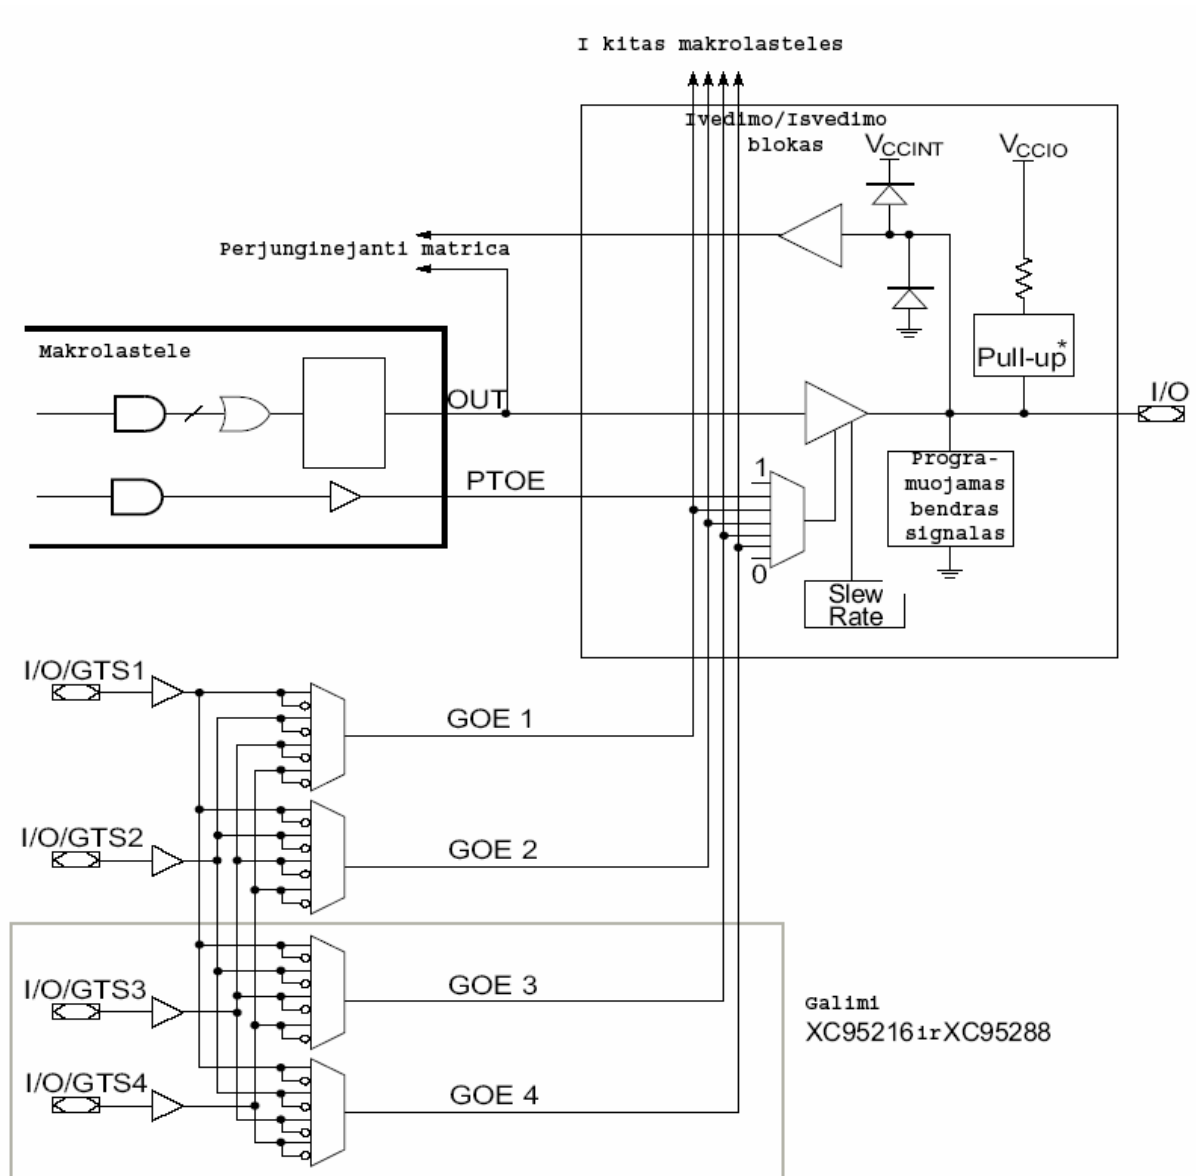 I kitas makrolasteles
Ivedimo/Isvedimo
blokas
VCCINT
VCCIO
Perjunginejanti matrica
Makrolastele
Pull-up*
OUT
I/O
PTOE
1
Progra-
muojamas
bendras
signalas
0
Slew
Rate
I/O/GTS1
GOE 1
I/O/GTS2
GOE 2
I/O/GTS3
GOE 3
Galimi
XC95216 ir XC95288
I/O/GTS4
GOE 4